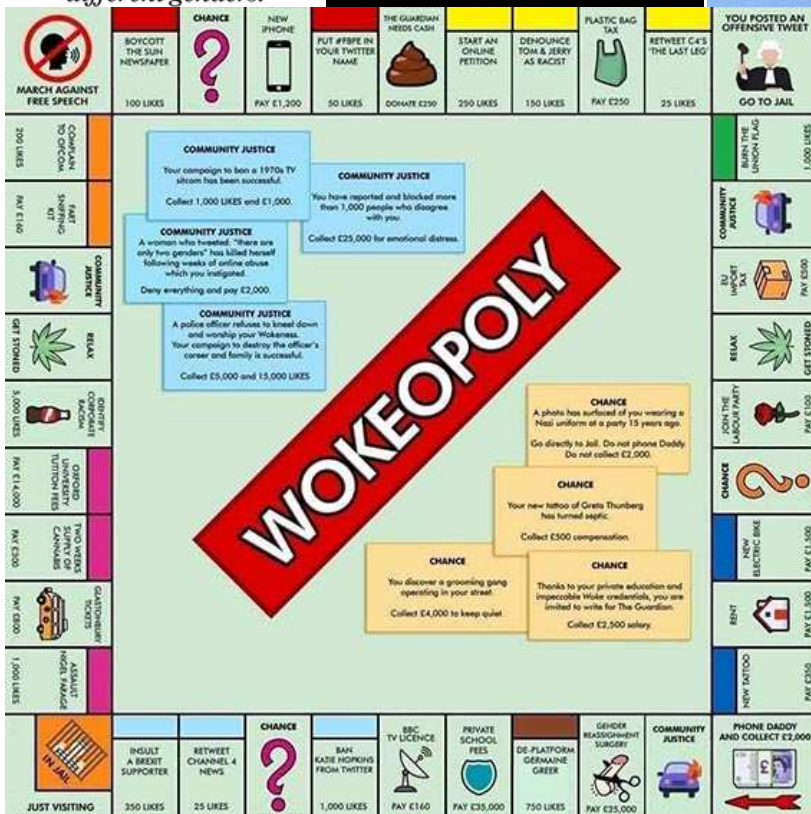 different genders.
MARCH AGAINST
FREE SPEECH
BOYCOTT
THE SUN
NEWSPAPER
100 LIKES
CHANCE
?
NEW
iPHONE
PAY £1,200
PUT #FBPE IN
YOUR TWITTER
NAME
50 LIKES
THE GUARDIAN
NEEDS CASH
DONATE £250
START AN
ONLINE
PETITION
250 LIKES
DENOUNCE
TOM & JERRY
AS RACIST
150 LIKES
PLASTIC BAG
TAX
PAY £250
RETWEET C4'S
'THE LAST LEG'
25 LIKES
YOU POSTED AN
OFFENSIVE TWEET
GO TO JAIL
BURN THE
UNION FLAG
1,000 LIKES
COMMUNITY
JUSTICE
EU
IMPORT
TAX
PAY £500
RELAX
GET STONED
JOIN THE
LABOUR PARTY
PAY £100
CHANCE
?
NEW
ELECTRIC BIKE
PAY £1,500
RENT
NEW TATTOO
PAY £250
PHONE DADDY
AND COLLECT £2,000
COMMUNITY
JUSTICE
GENDER
REASSIGNMENT
SURGERY
PAY £25,000
DE-PLATFORM
GERMAINE
GREER
750 LIKES
PRIVATE
SCHOOL
FEES
PAY £35,000
BBC
TV LICENCE
PAY £160
BAN
KATIE HOPKINS
FROM TWITTER
1,000 LIKES
CHANCE
?
RETWEET
CHANNEL 4
NEWS
25 LIKES
INSULT
A BREXIT
SUPPORTER
350 LIKES
IN JAIL
JUST VISITING
ASSAULT
NIGEL FARAGE
1,000 LIKES
GLASTONBURY
TICKETS
PAY £800
TWO WEEKS
SUPPLY OF
CANNABIS
PAY £300
OXFORD
UNIVERSITY
TUTITON FEES
PAY £14,000
IDENTIFY
CORPORATE
RACISM
5,000 LIKES
RELAX
GET STONED
COMMUNITY
JUSTICE
FART
SNIFFING
KIT
PAY £160
COMPLAIN
TO OFCOM
200 LIKES
COMMUNITY JUSTICE
Your campaign to ban a 1970s TV
sitcom has been successful.
Collect 1,000 LIKES and £1,000.
COMMUNITY JUSTICE
You have reported and blocked more
than 1,000 people who disagree
with you.
Collect £25,000 for emotional distress.
COMMUNITY JUSTICE
A woman who tweeted: "there are
only two genders" has killed herself
following weeks of online abuse
which you instigated.
Deny everything and pay £2,000.
COMMUNITY JUSTICE
A police officer refuses to kneel down
and worship your Wokeness.
Your campaign to destroy the officer's
career and family is successful.
Collect £5,000 and 15,000 LIKES
WOKEOPOLY
CHANCE
A photo has surfaced of you wearing a
Nazi uniform at a party 15 years ago.
Go directly to Jail. Do not phone Daddy.
Do not collect £2,000.
CHANCE
Your new tattoo of Greta Thunberg
has turned septic.
Collect £500 compensation.
CHANCE
You discover a grooming gang
operating in your street.
Collect £4,000 to keep quiet.
CHANCE
Thanks to your private education and
impeccable Woke credentials, you are
invited to write for The Guardian.
Collect £2,500 salary.